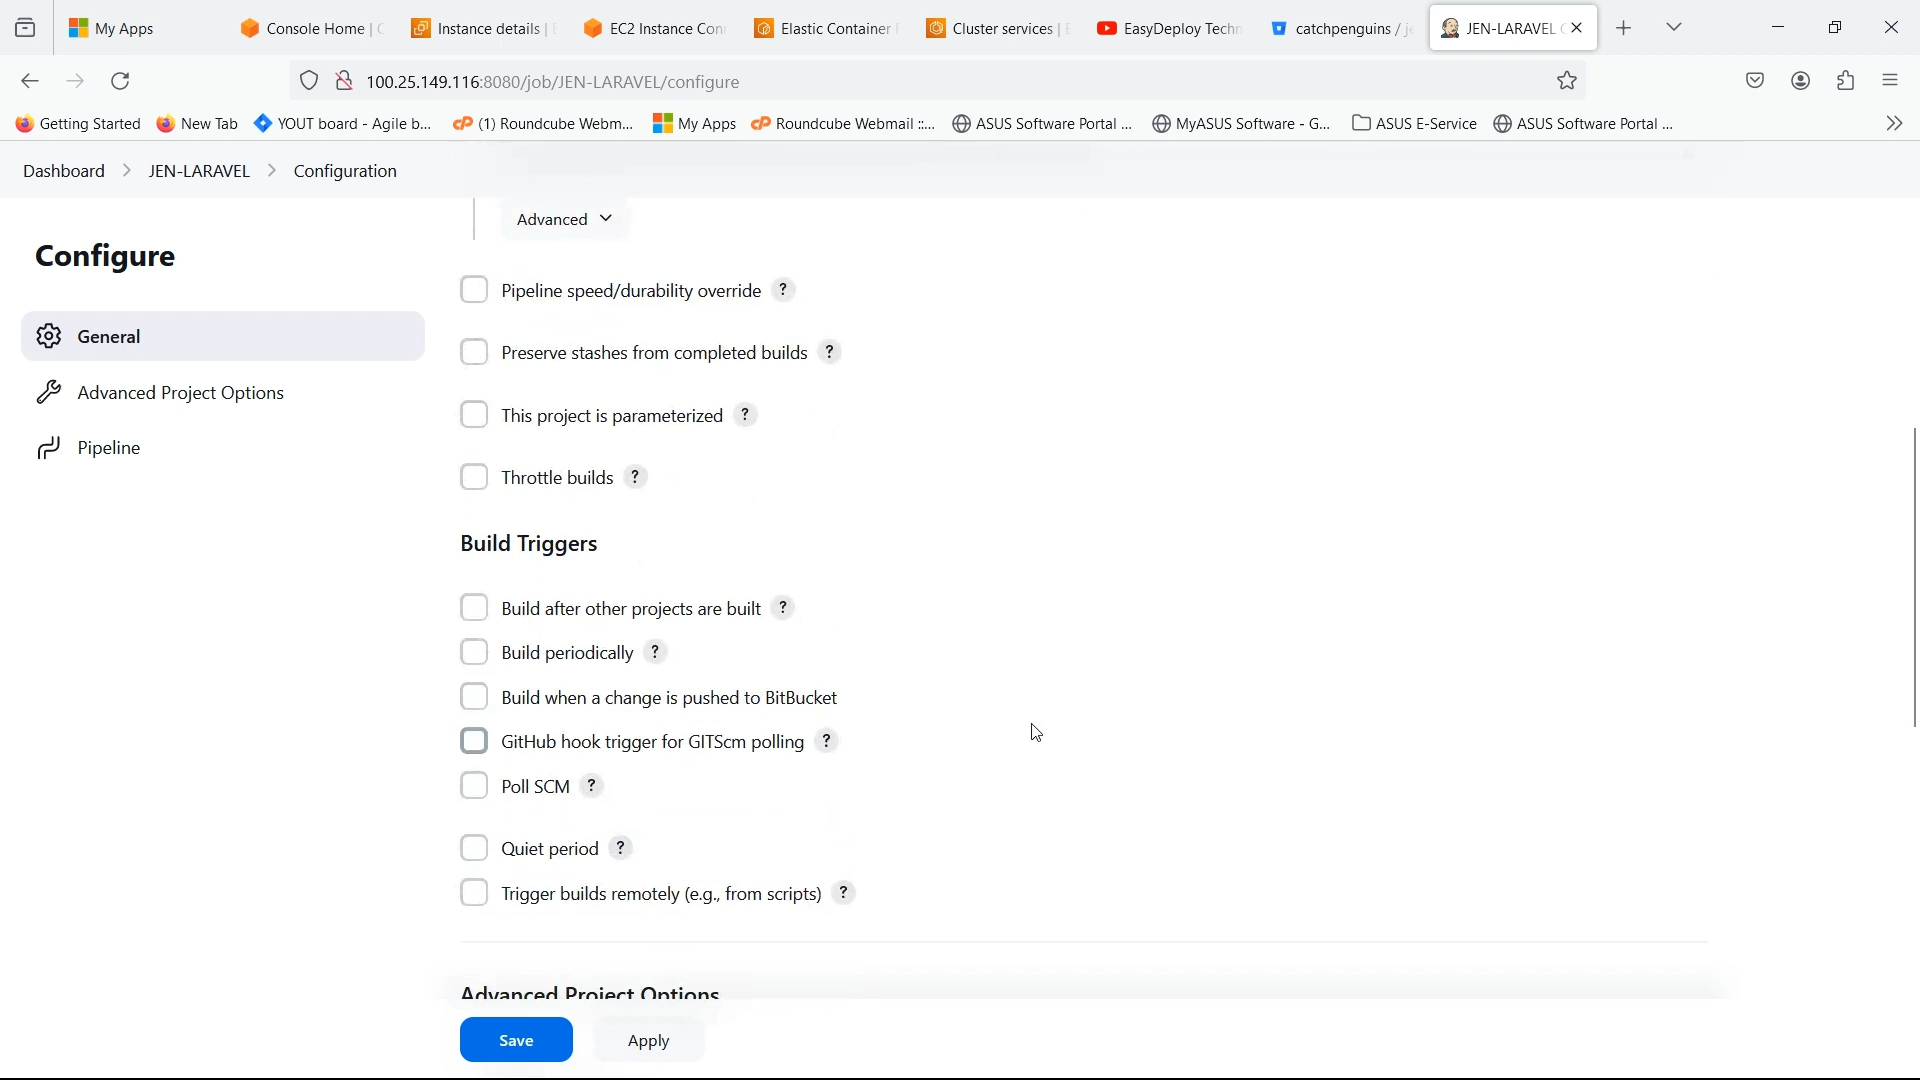 My Apps
Console Home | C
Instance details | E
EC2 Instance Con
Elastic Container
Cluster services | E
EasyDeploy Techn
catchpenguins / je
JEN-LARAVEL C
100.25.149.116:8080/job/JEN-LARAVEL/configure
Getting Started
New Tab
YOUT board - Agile b...
(1) Roundcube Webm...
My Apps
Roundcube Webmail ::...
ASUS Software Portal ...
MyASUS Software - G...
ASUS E-Service
ASUS Software Portal ...
Dashboard > JEN-LARAVEL > Configuration
Configure
General
Advanced Project Options
Pipeline
Advanced
Pipeline speed/durability override ?
Preserve stashes from completed builds ?
This project is parameterized ?
Throttle builds ?
Build Triggers
Build after other projects are built ?
Build periodically ?
Build when a change is pushed to BitBucket
GitHub hook trigger for GITScm polling ?
Poll SCM ?
Quiet period ?
Trigger builds remotely (e.g., from scripts) ?
Advanced Project Options
Save
Apply